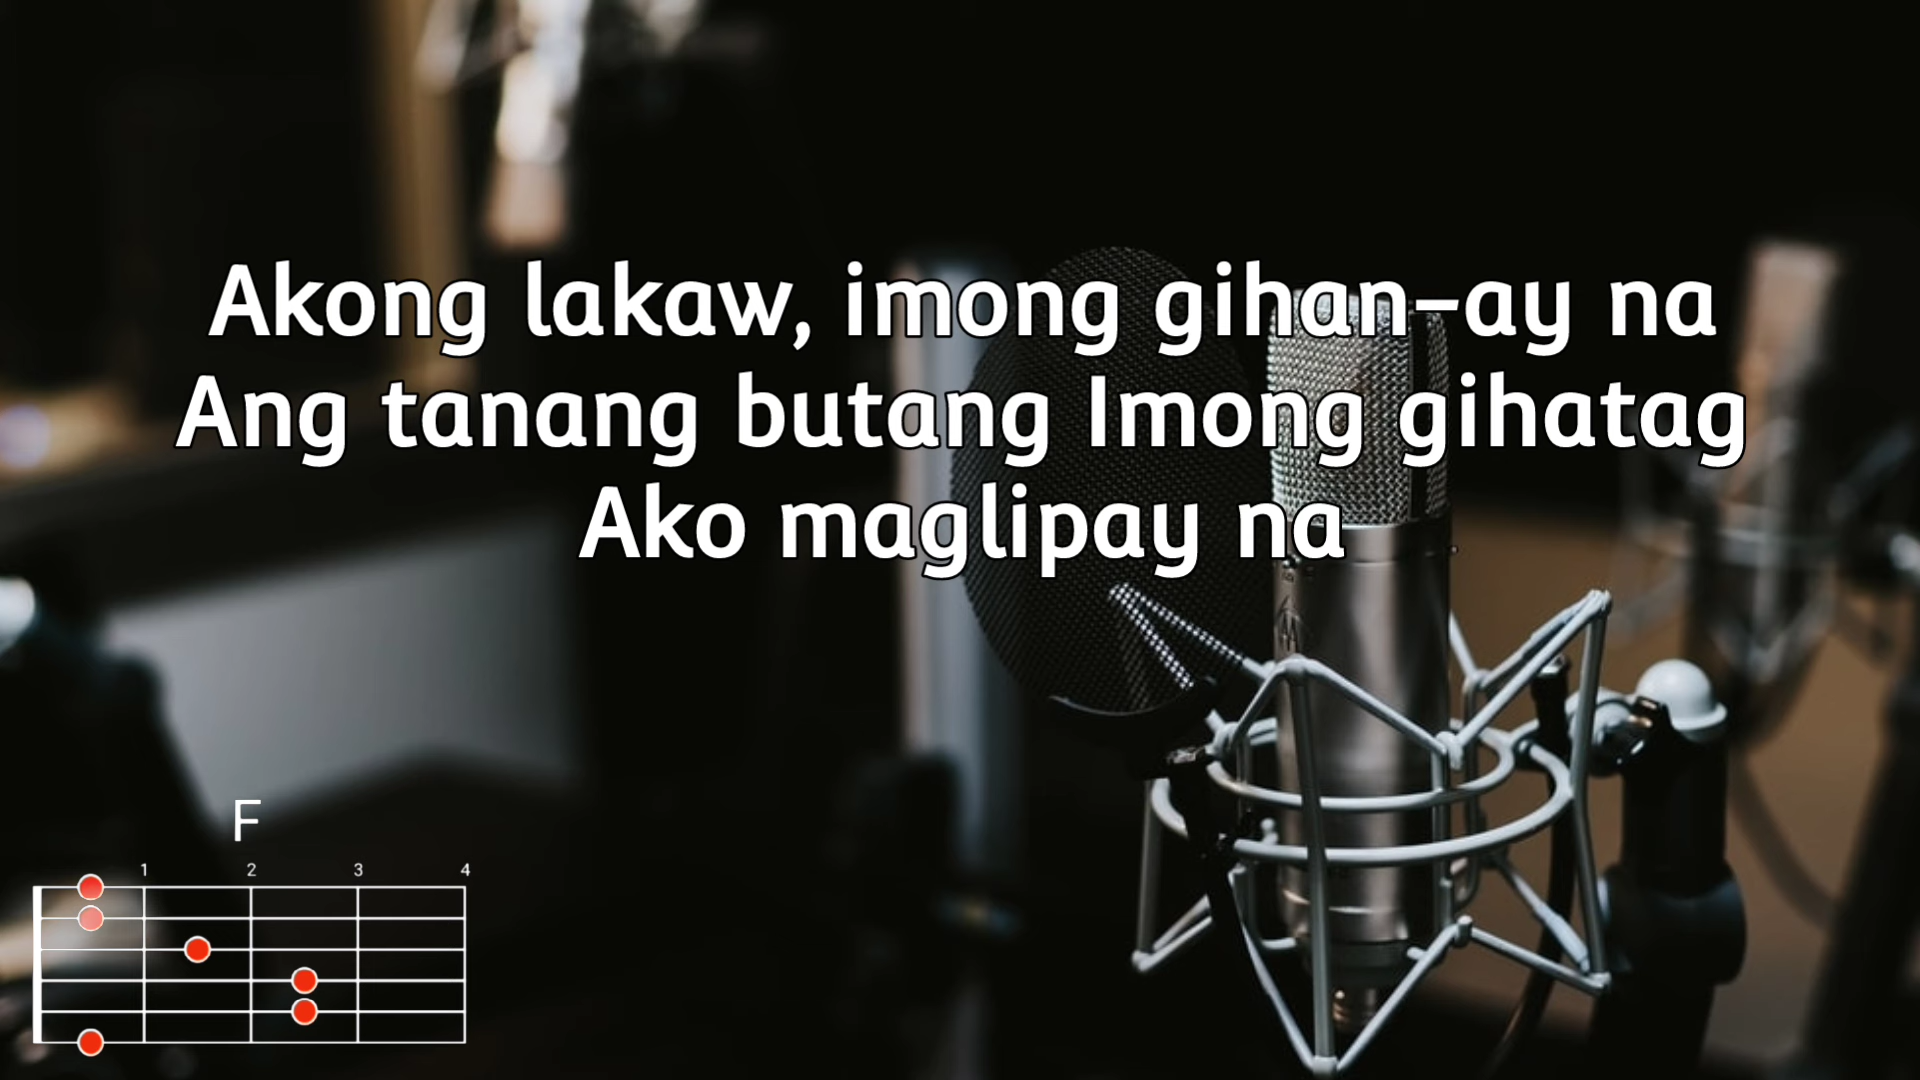 Akong lakaw, imong gihan-ay na
Ang tanang butang Imong gihatag
Ako maglipay na
F
1 2 3 4